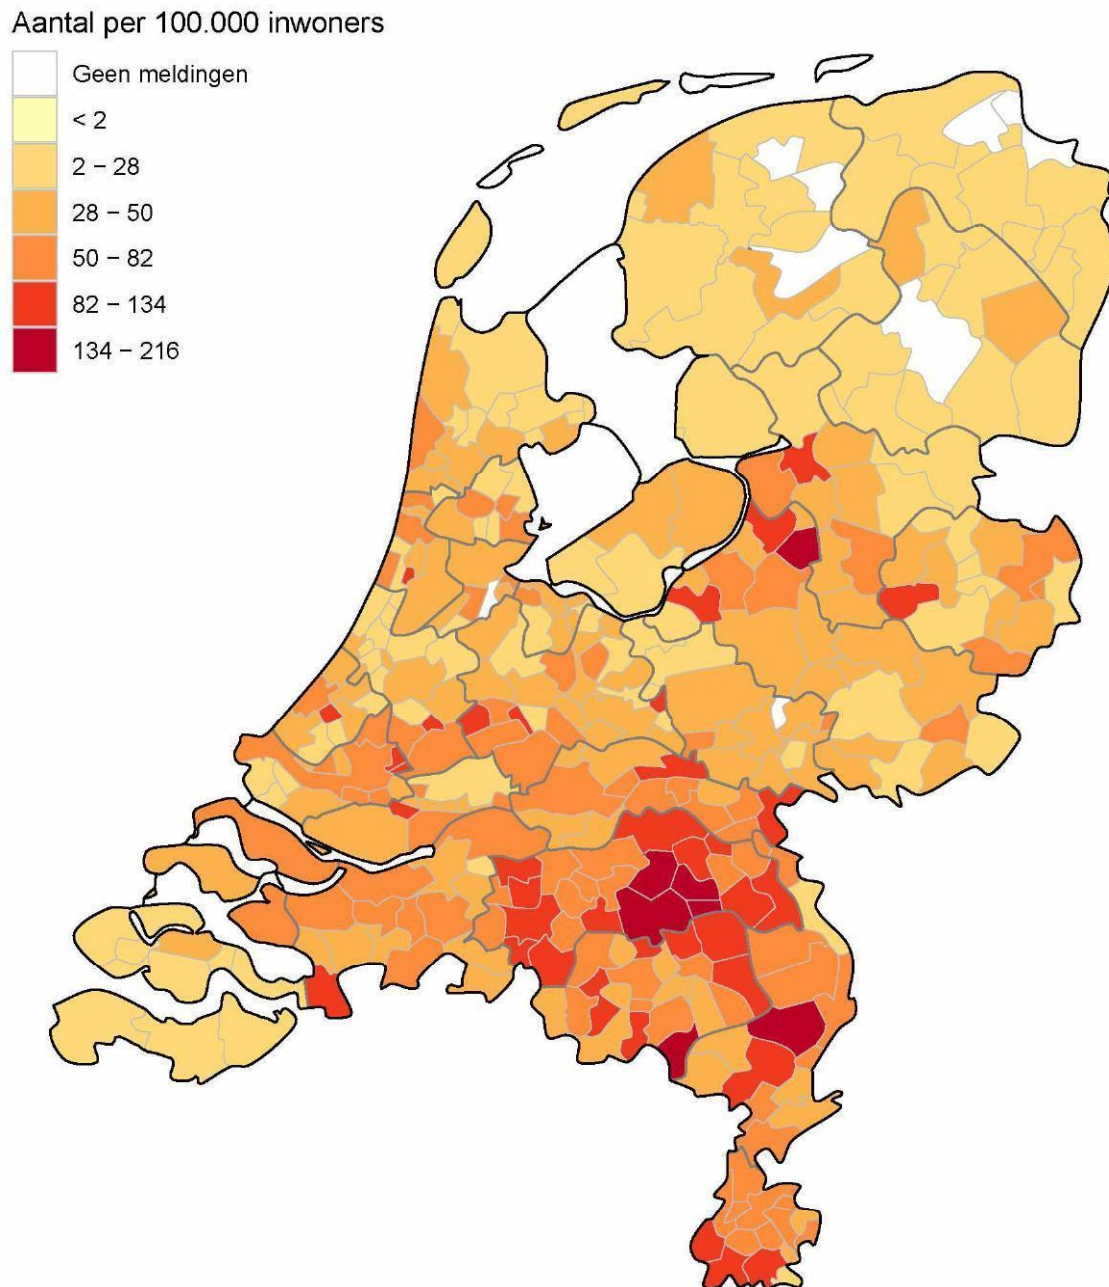 Aantal per 100.000 inwoners
Geen meldingen
< 2
2 − 28
28 − 50
50 − 82
82 − 134
134 − 216